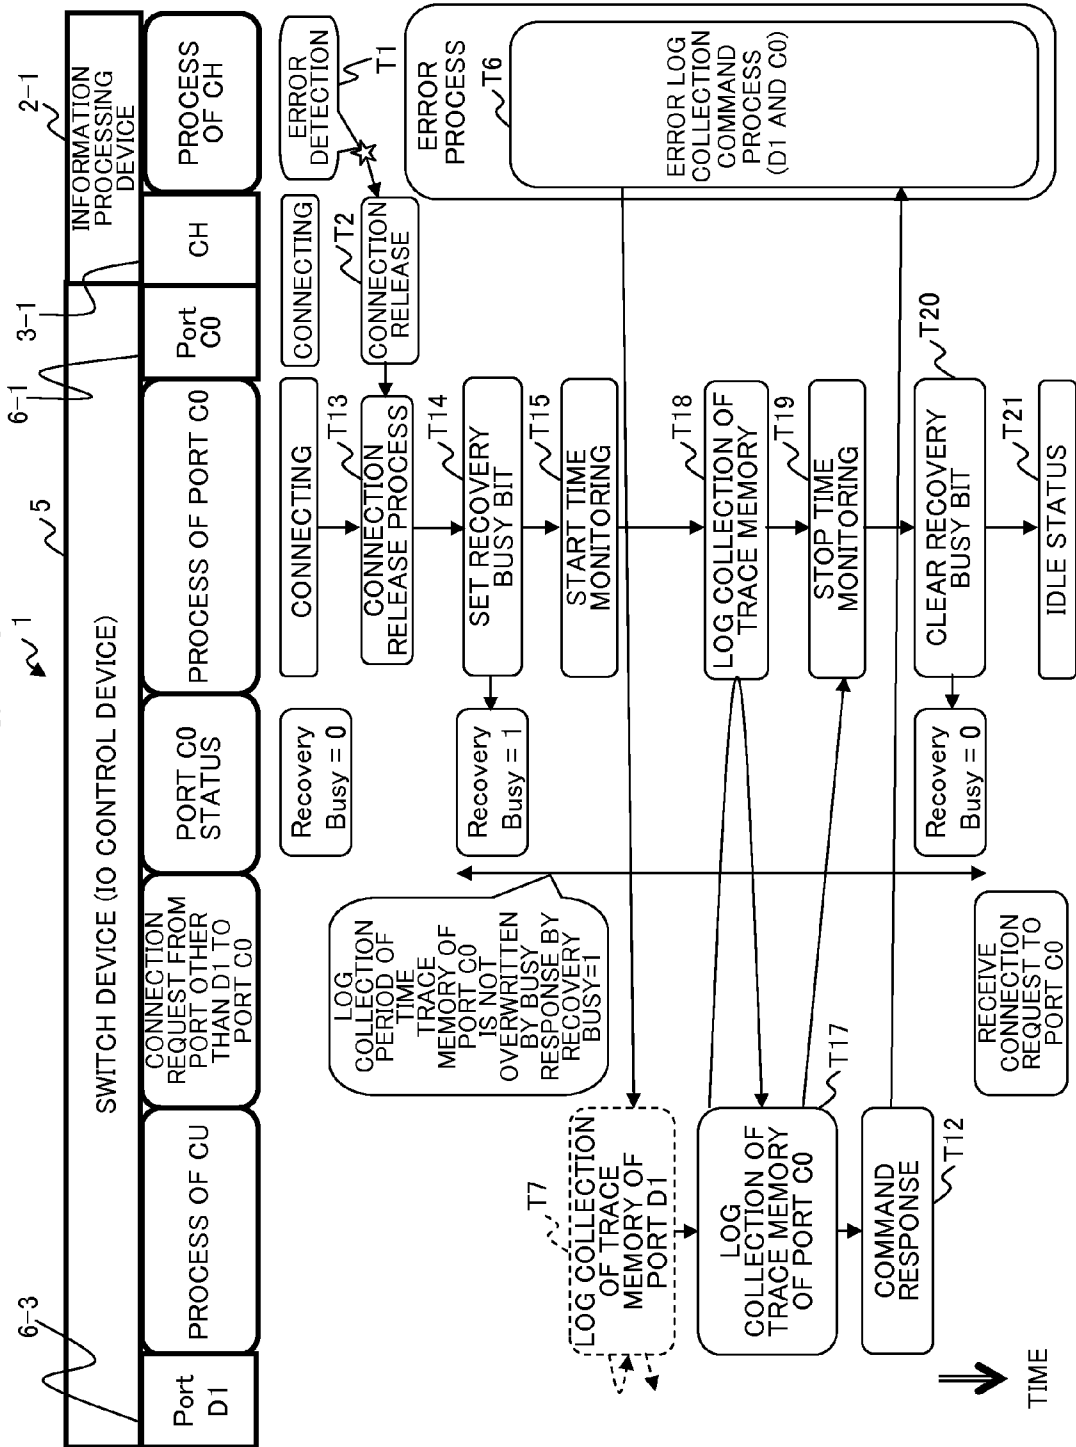 1
5
2-1
SWITCH DEVICE (IO CONTROL DEVICE)
INFORMATION
PROCESSING
DEVICE
6-3
6-1
3-1
Port
D1
PROCESS OF CU
CONNECTION
REQUEST FROM
PORT OTHER
THAN D1 TO
PORT C0
PORT C0
STATUS
PROCESS OF PORT C0
Port
C0
CH
PROCESS
OF CH
Recovery
Busy = 0
CONNECTING
CONNECTING
ERROR
DETECTION
T1
T13
CONNECTION
RELEASE PROCESS
T2
CONNECTION
RELEASE
ERROR
PROCESS
LOG
COLLECTION
PERIOD OF
TIME
TRACE
MEMORY OF
PORT C0
IS NOT
OVERWRITTEN
BY BUSY
RESPONSE BY
RECOVERY
BUSY=1
Recovery
Busy = 1
T14
SET RECOVERY
BUSY BIT
T6
T15
START TIME
MONITORING
T7
LOG COLLECTION
OF TRACE
MEMORY OF
PORT D1
ERROR LOG
COLLECTION
COMMAND
PROCESS
(D1 AND C0)
T18
LOG COLLECTION OF
TRACE MEMORY
LOG
COLLECTION OF
TRACE MEMORY
OF PORT C0
T17
T19
STOP TIME
MONITORING
COMMAND
RESPONSE
T12
Recovery
Busy = 0
CLEAR RECOVERY
BUSY BIT
T20
RECEIVE
CONNECTION
REQUEST TO
PORT C0
T21
IDLE STATUS
TIME